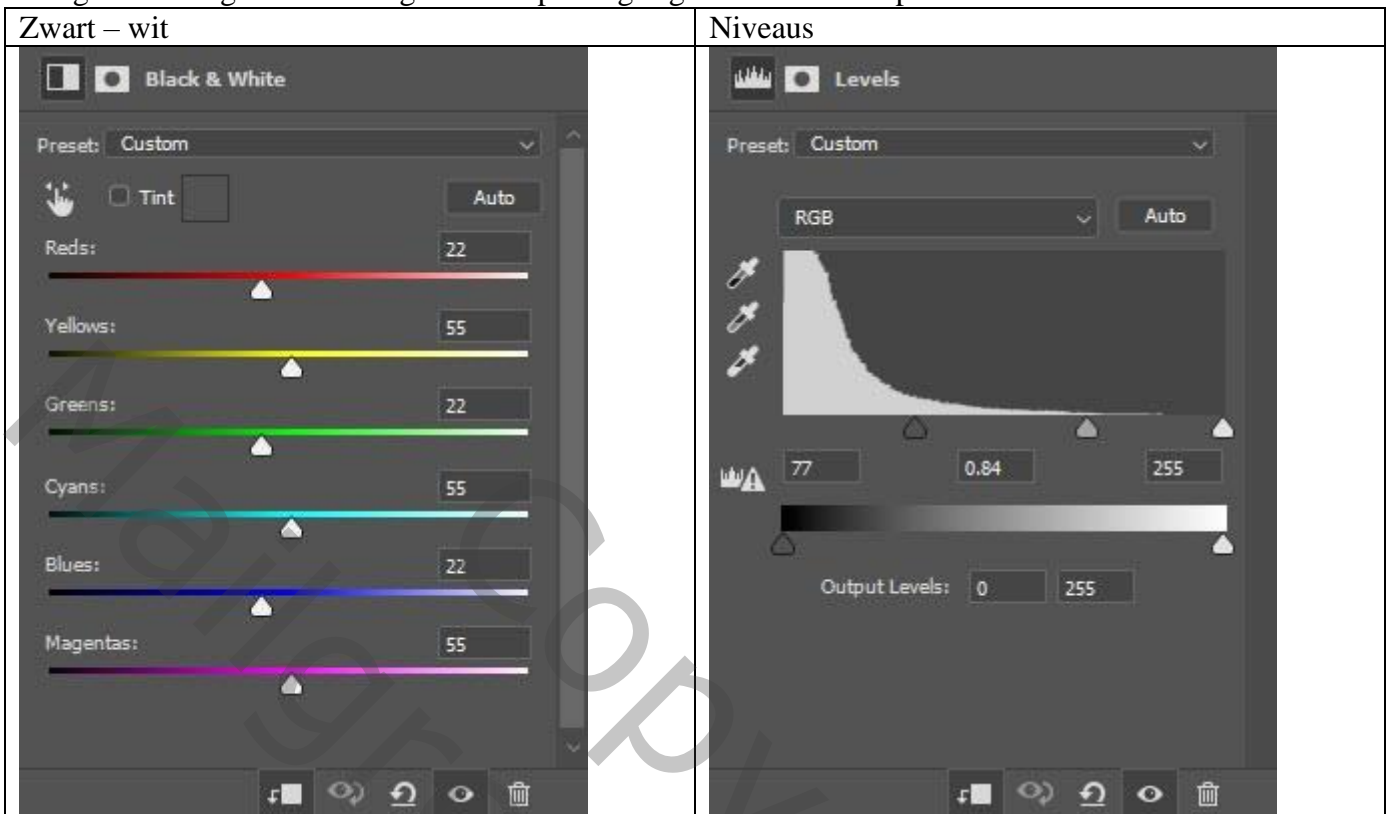 Zwart – wit
Niveaus
Black & White
Preset: Custom
Tint
Auto
Reds:
22
Yellows:
55
Greens:
22
Cyans:
55
Blues:
22
Magentas:
55
Levels
Preset: Custom
RGB
Auto
77
0.84
255
Output Levels: 0 255
Copy